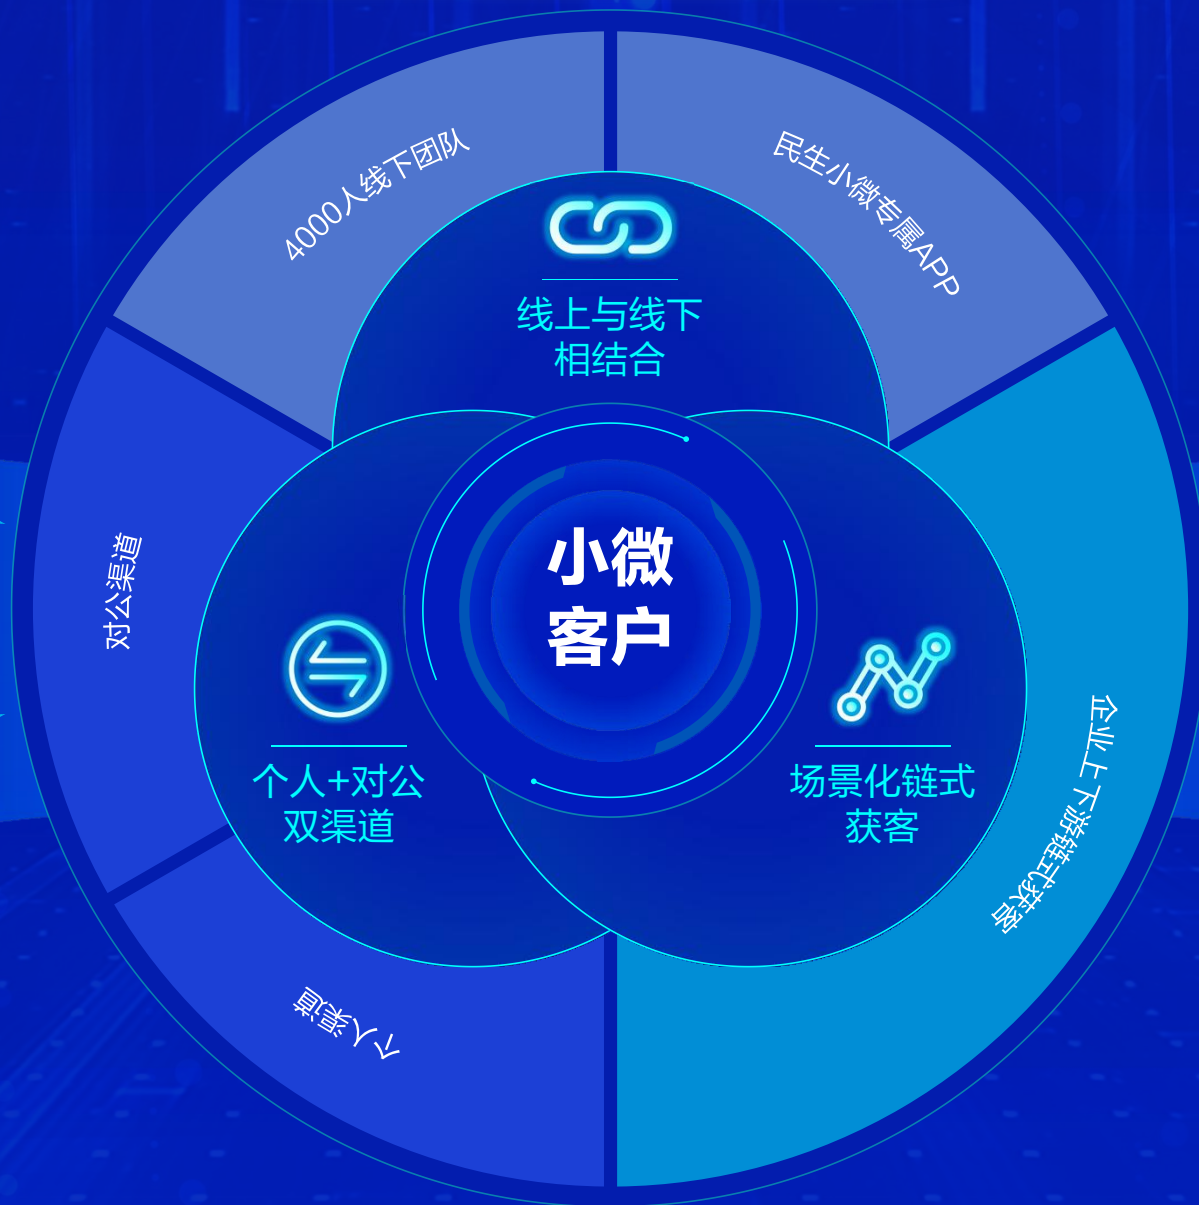 4000人线下团队
民生小微专属APP
线上与线下
相结合
小微
客户
对公渠道
个人+对公
双渠道
场景化链式
获客
企业上下游链式获客
个人渠道